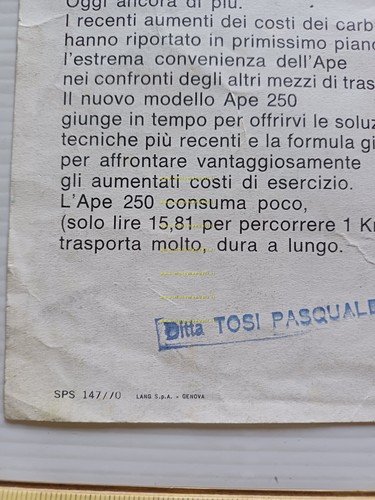 Oggi ancora di più.
I recenti aumenti dei costi dei carb
hanno riportato in primissimo piano
l'estrema convenienza dell'Ape
nei confronti degli altri mezzi di tras
Il nuovo modello Ape 250
giunge in tempo per offrirvi le soluz
tecniche più recenti e la formula gi
per affrontare vantaggiosamente
gli aumentati costi di esercizio.
L'Ape 250 consuma poco,
(solo lire 15,81 per percorrere 1 K
trasporta molto, dura a lungo.
Ditta TOSI PASQUALE
SPS 147//0 LANG S.p.A. - GENOVA